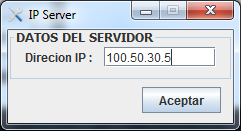 IP Server
DATOS DEL SERVIDOR
Direcion IP : 100.50.30.5
Aceptar